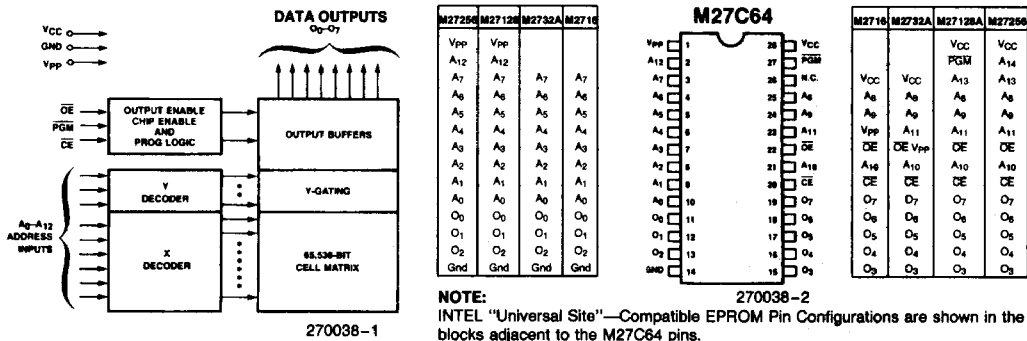 DATA OUTPUTS
O0–O7
VCC
GND
VPP
OE
PGM
CE
OUTPUT ENABLE
CHIP ENABLE
AND
PROG LOGIC
OUTPUT BUFFERS
Y
DECODER
Y-GATING
A0–A12
ADDRESS
INPUTS
X
DECODER
65,536-BIT
CELL MATRIX
270038-1
M27256 M27128 M2732A M2716
VPP VPP
A12 A12
A7 A7 A7 A7
A6 A6 A6 A6
A5 A5 A5 A5
A4 A4 A4 A4
A3 A3 A3 A3
A2 A2 A2 A2
A1 A1 A1 A1
A0 A0 A0 A0
O0 O0 O0 O0
O1 O1 O1 O1
O2 O2 O2 O2
Gnd Gnd Gnd Gnd
M27C64
VPP 1 28 VCC
A12 2 27 PGM
A7 3 26 N.C.
A6 4 25 A8
A5 5 24 A9
A4 6 23 A11
A3 7 22 OE
A2 8 21 A10
A1 9 20 CE
A0 10 19 O7
O0 11 18 O6
O1 12 17 O5
O2 13 16 O4
GND 14 15 O3
270038-2
M2716 M2732A M27128A M27256
VCC VCC
PGM A14
VCC VCC A13 A13
A8 A8 A8 A8
A9 A9 A9 A9
VPP A11 A11 A11
OE OE VPP OE OE
A10 A10 A10 A10
CE CE CE CE
O7 O7 O7 O7
O6 O6 O6 O6
O5 O5 O5 O5
O4 O4 O4 O4
O3 O3 O3 O3
NOTE:
INTEL "Universal Site"—Compatible EPROM Pin Configurations are shown in the
blocks adjacent to the M27C64 pins.